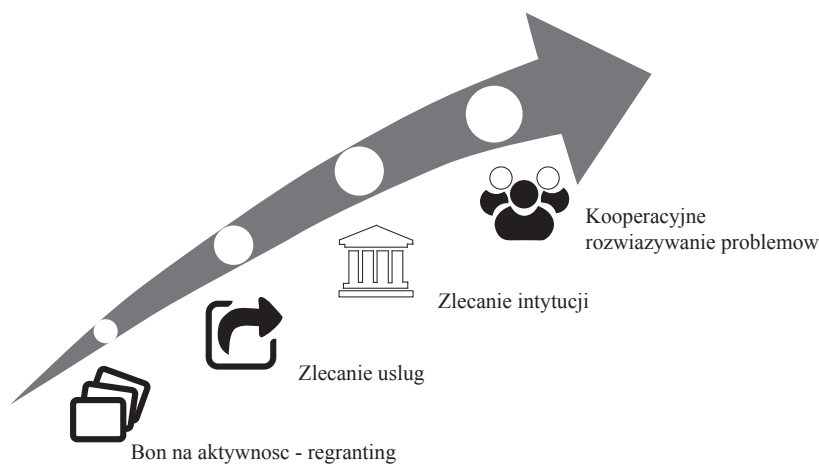 Kooperacyjne
rozwiazywanie problemow
Zlecanie intytucji
Zlecanie uslug
Bon na aktywnosc - regranting